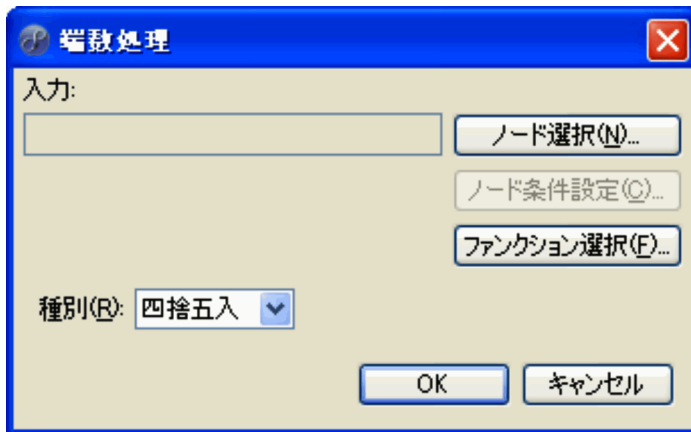 端数処理
入力:
ノード選択(N)...
ノード条件設定(C)...
ファンクション選択(F)...
種別(R): 四捨五入
OK キャンセル